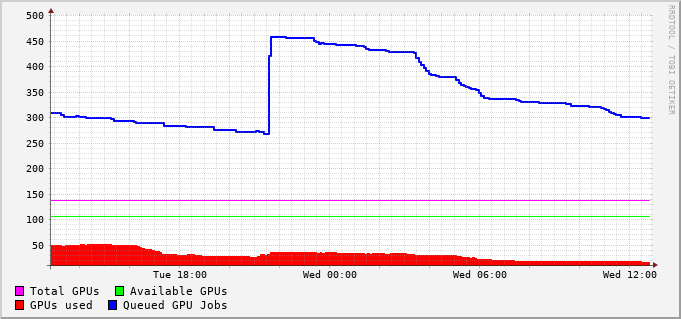 500
450
400
350
300
250
200
150
100
50
Tue 18:00 Wed 00:00 Wed 06:00 Wed 12:00
Total GPUs Available GPUs
GPUs used Queued GPU Jobs
RRDTOOL / TOBI OETIKER